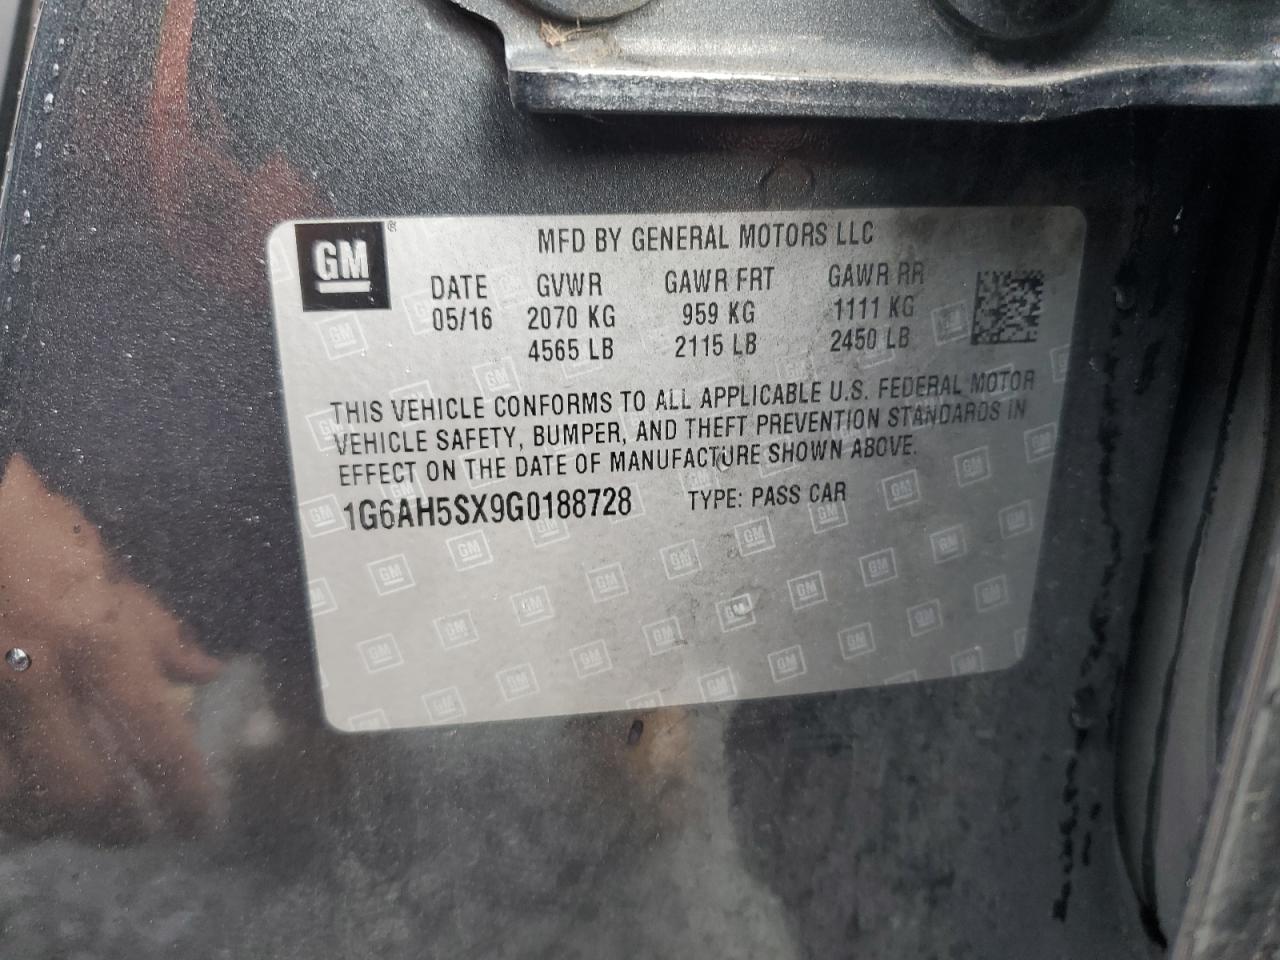 GM ®
MFD BY GENERAL MOTORS LLC
DATE GVWR GAWR FRT GAWR RR
05/16 2070 KG 959 KG 1111 KG
4565 LB 2115 LB 2450 LB
THIS VEHICLE CONFORMS TO ALL APPLICABLE U.S. FEDERAL MOTOR
VEHICLE SAFETY, BUMPER, AND THEFT PREVENTION STANDARDS IN
EFFECT ON THE DATE OF MANUFACTURE SHOWN ABOVE.
1G6AH5SX9G0188728 TYPE: PASS CAR